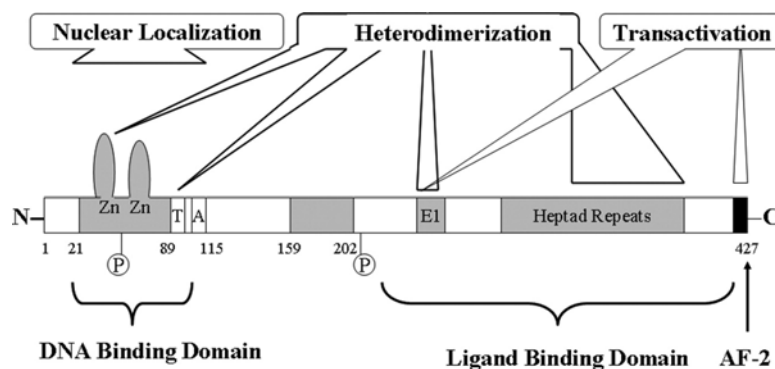 Nuclear Localization Heterodimerization Transactivation
Zn Zn
N T A E1 Heptad Repeats C
1 21 89 115 159 202 427
P P
DNA Binding Domain Ligand Binding Domain AF-2